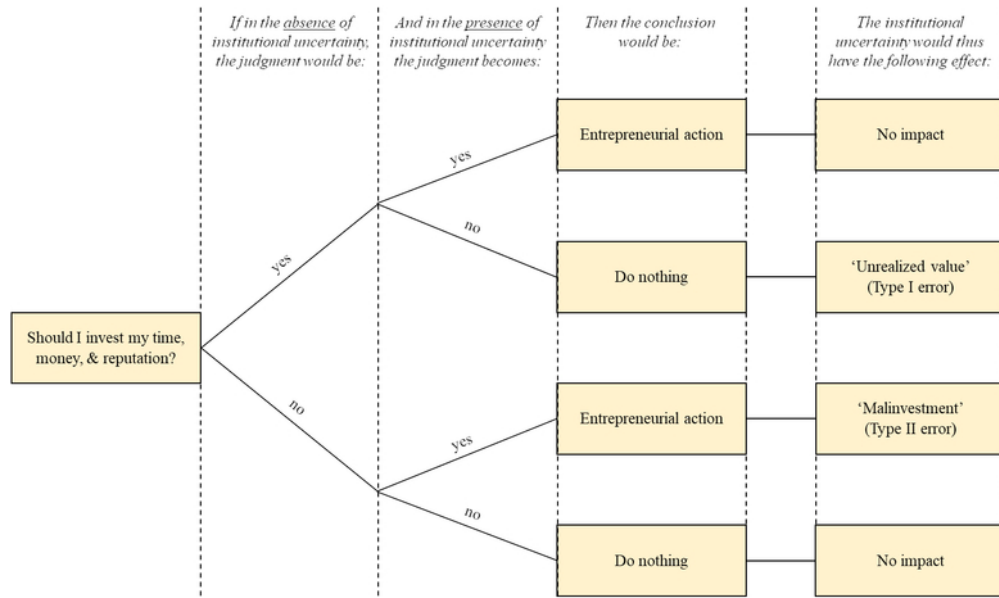 If in the absence of
institutional uncertainty,
the judgment would be:
And in the presence of
institutional uncertainty
the judgment becomes:
Then the conclusion
would be:
The institutional
uncertainty would thus
have the following effect:
Should I invest my time,
money, & reputation?
yes
no
yes
no
yes
no
Entrepreneurial action
No impact
Do nothing
‘Unrealized value’
(Type I error)
Entrepreneurial action
‘Malinvestment’
(Type II error)
Do nothing
No impact